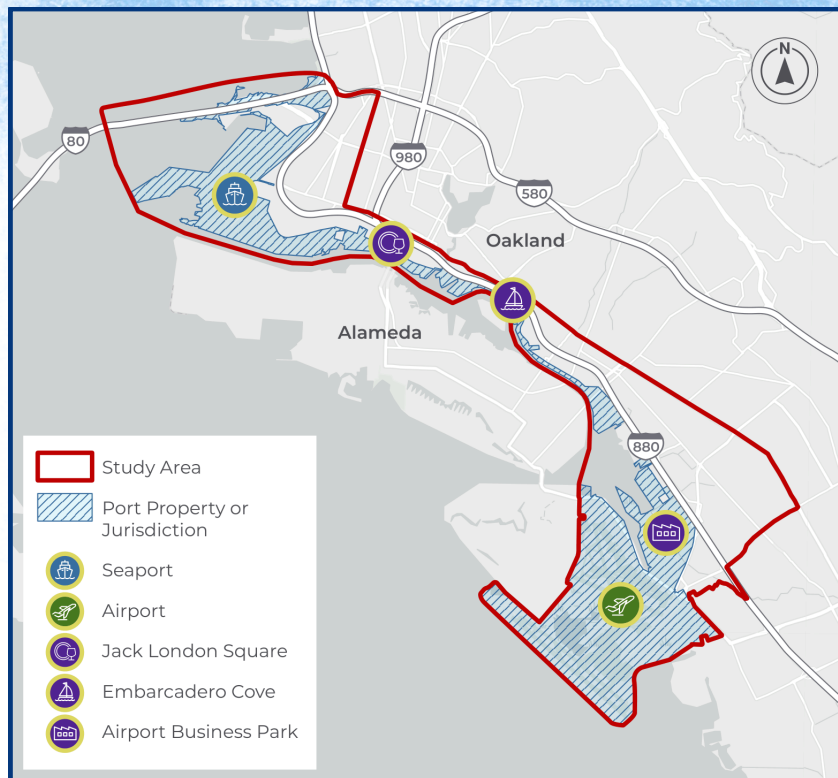 N
80
980
580
Oakland
Alameda
880
Study Area
Port Property or
Jurisdiction
Seaport
Airport
Jack London Square
Embarcadero Cove
Airport Business Park